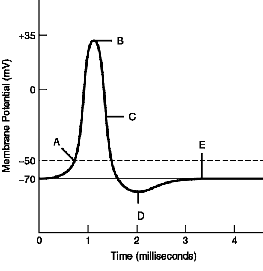 +35
B
0
C
A
E
–50
–70
D
0 1 2 3 4
Membrane Potential (mV)
Time (milliseconds)